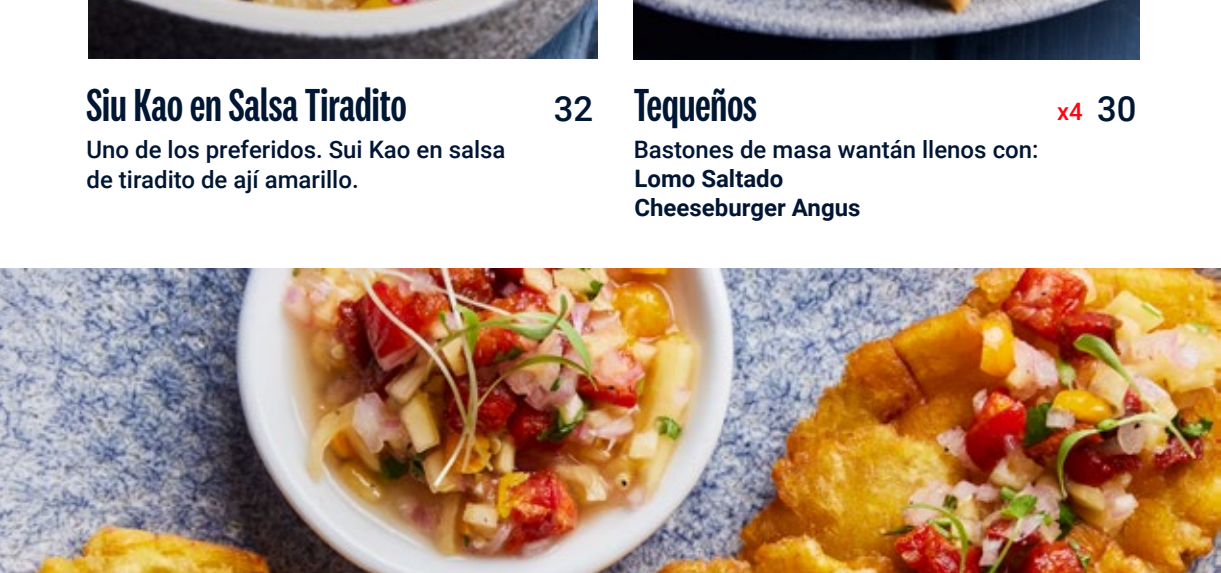 Siu Kao en Salsa Tiradito 32
Uno de los preferidos. Sui Kao en salsa
de tiradito de ají amarillo.
Tequeños x4 30
Bastones de masa wantán llenos con:
Lomo Saltado
Cheeseburger Angus